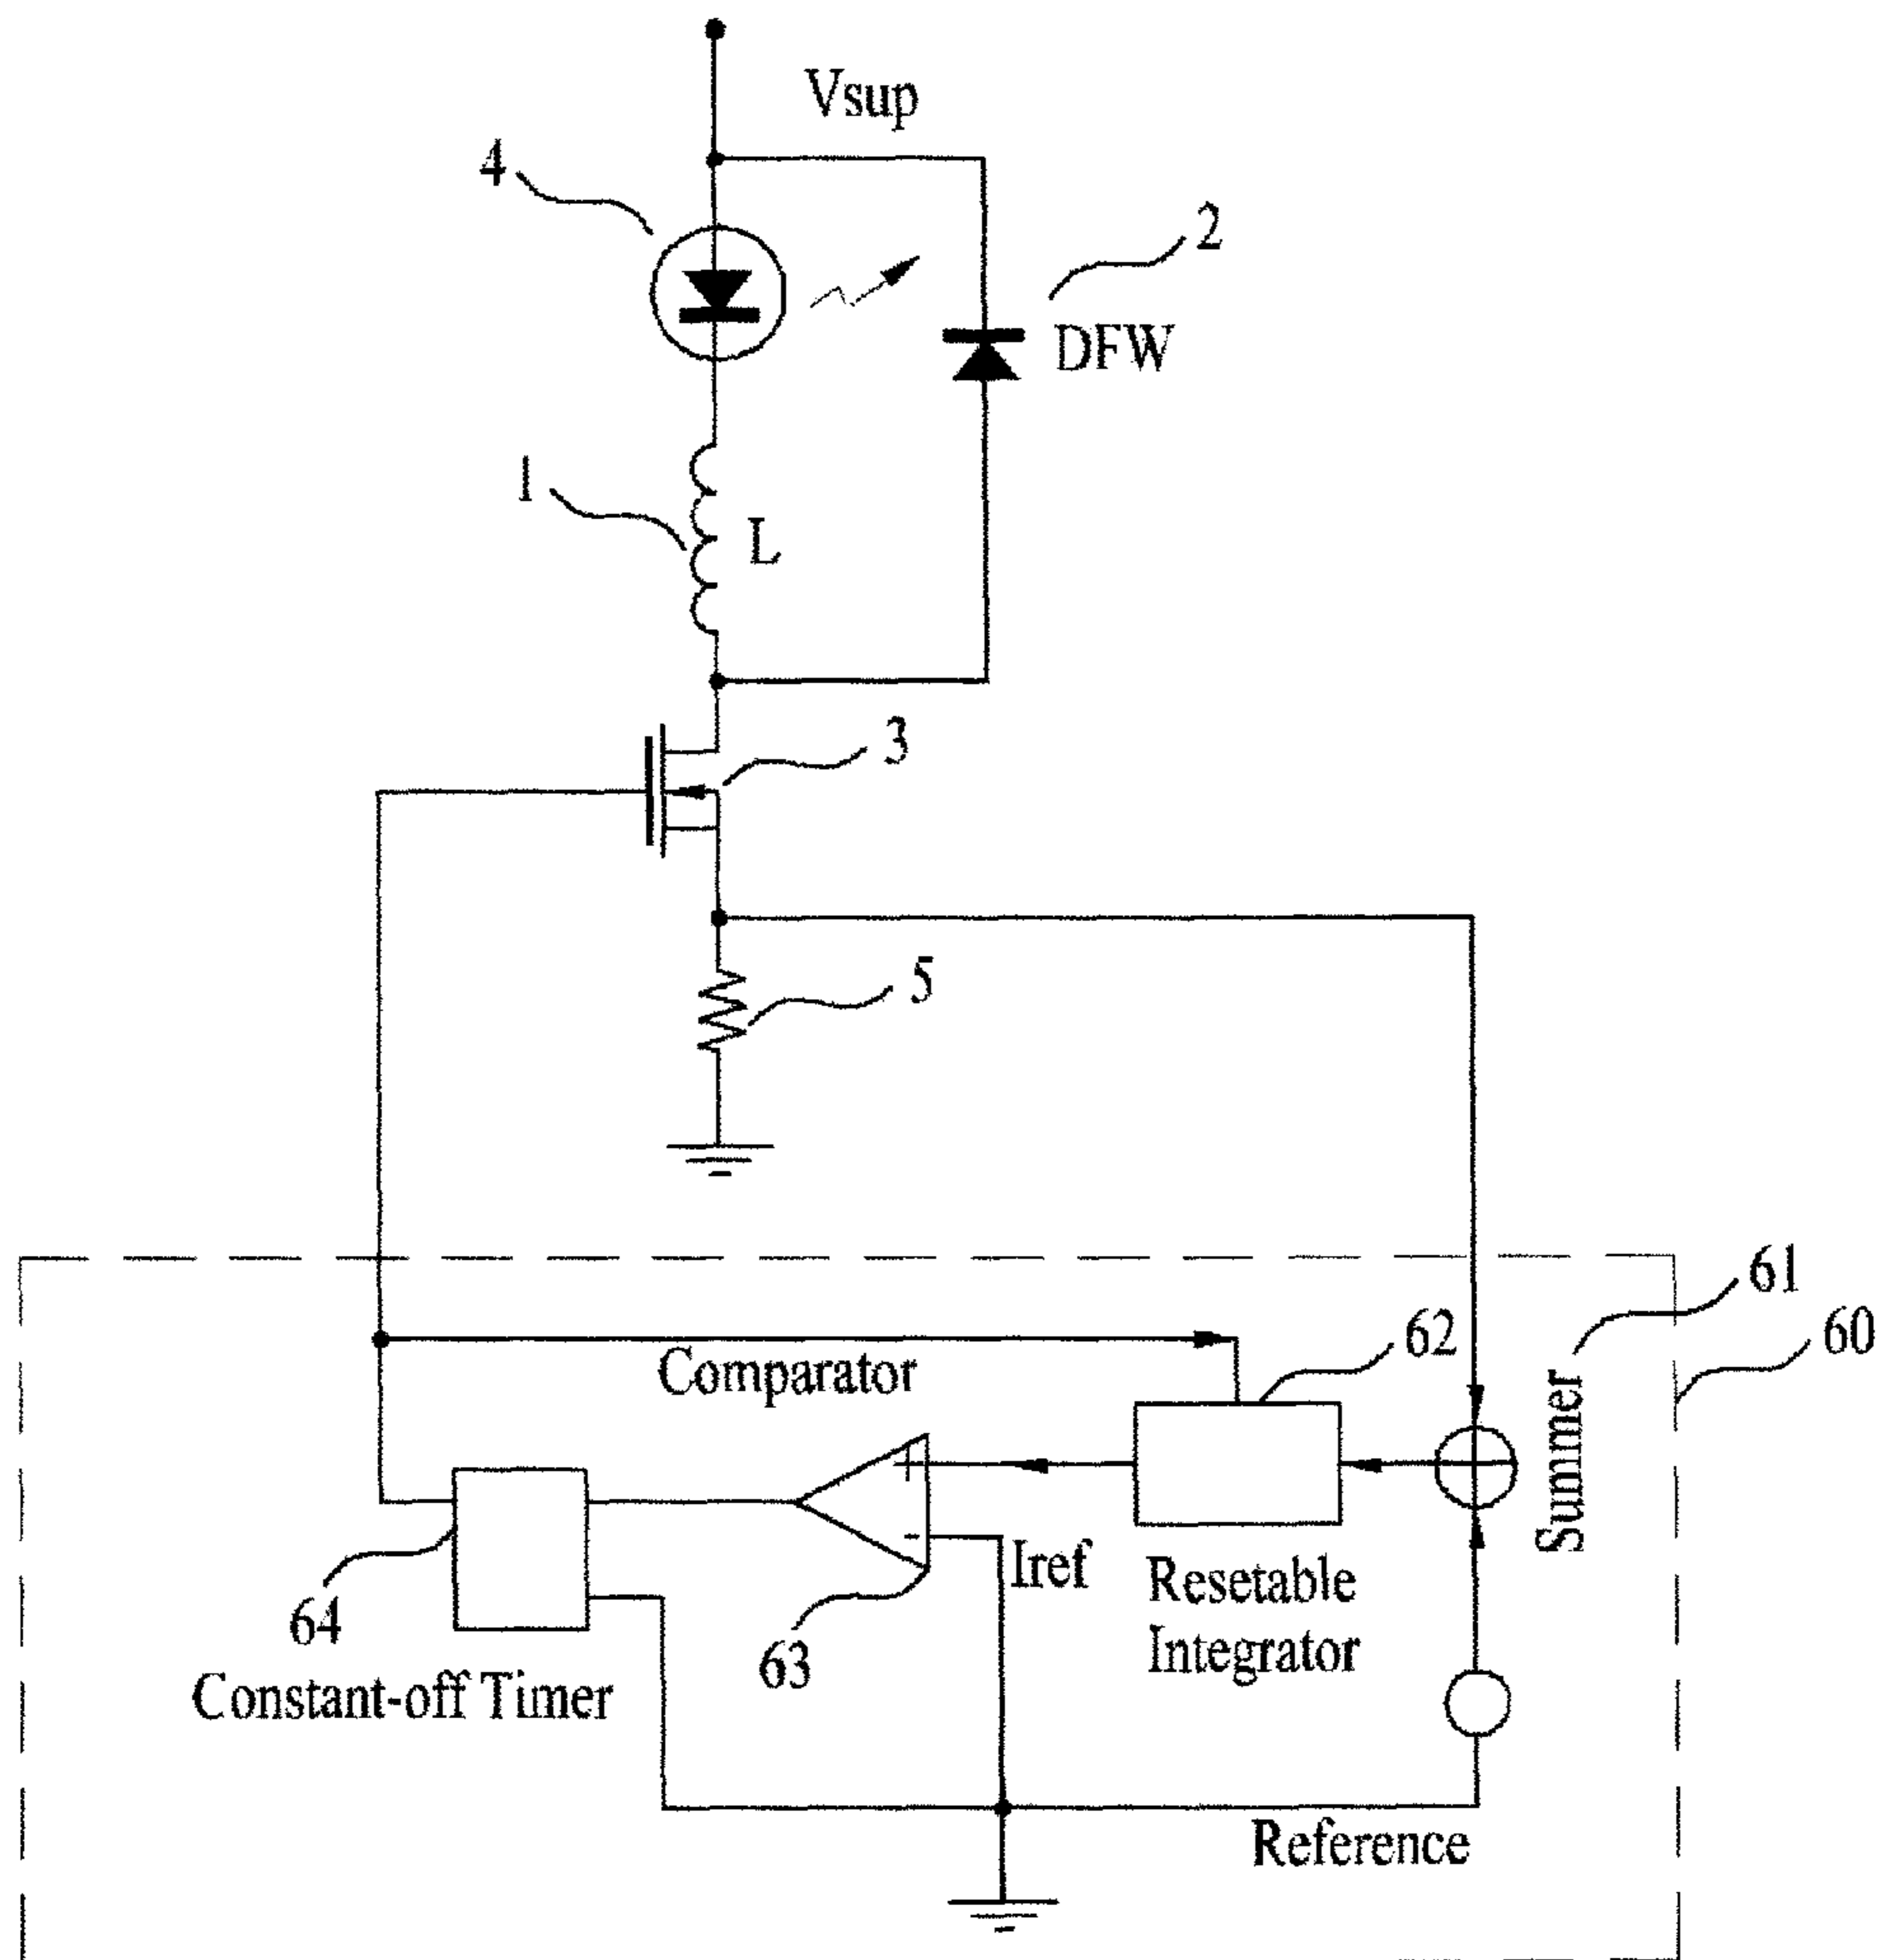 Vsup
4
2
DFW
1
L
3
5
61
60
62
Comparator
Summer
Iref
Resetable
Integrator
64
63
Constant-off Timer
Reference